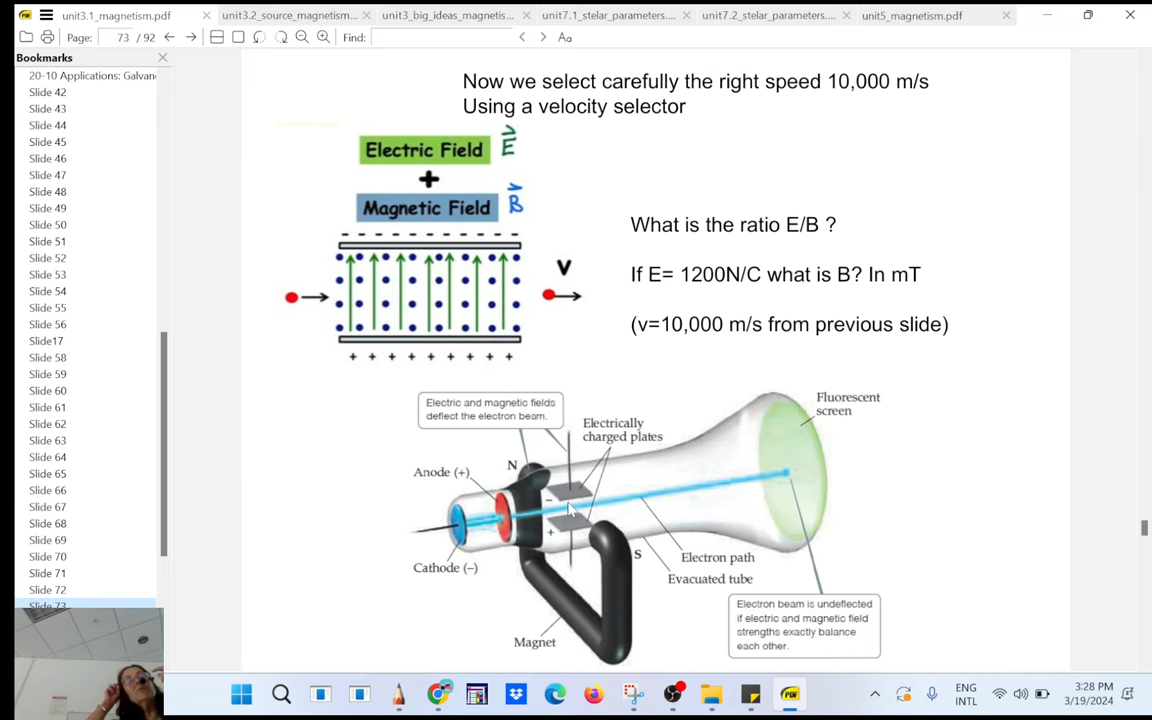 unit3.1_magnetism.pdf
unit3.2_source_magnetism....
unit3_big_ideas_magnetis...
unit7.1_stelar_parameters....
unit7.2_stelar_parameters....
unit5_magnetism.pdf
Page: 73 / 92
Find:
Aa
Bookmarks
20-10 Applications: Galvan
Slide 42
Slide 43
Slide 44
Slide 45
Slide 46
Slide 47
Slide 48
Slide 49
Slide 50
Slide 51
Slide 52
Slide 53
Slide 54
Slide 55
Slide 56
Slide17
Slide 58
Slide 59
Slide 60
Slide 61
Slide 62
Slide 63
Slide 64
Slide 65
Slide 66
Slide 67
Slide 68
Slide 69
Slide 70
Slide 71
Slide 72
Slide 73
Now we select carefully the right speed 10,000 m/s
Using a velocity selector
Electric Field E
+
Magnetic Field B
- - - - - - - - - -
v
+ + + + + + + + +
What is the ratio E/B ?
If E= 1200N/C what is B? In mT
(v=10,000 m/s from previous slide)
Electric and magnetic fields
deflect the electron beam.
Electrically
charged plates
Fluorescent
screen
Anode (+)
N
-
+
S
Cathode (−)
Electron path
Evacuated tube
Magnet
Electron beam is undeflected
if electric and magnetic field
strengths exactly balance
each other.
PDF
ENG
INTL
3:28 PM
3/19/2024